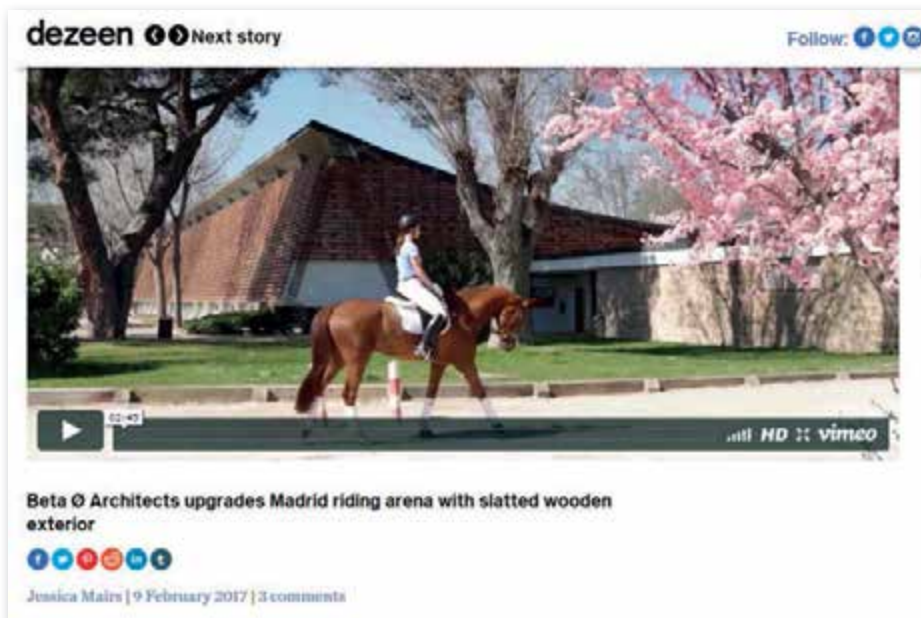 dezeen Next story
Follow:
02:45
HD vimeo
Beta Ø Architects upgrades Madrid riding arena with slatted wooden
exterior
Jessica Mairs | 9 February 2017 | 3 comments